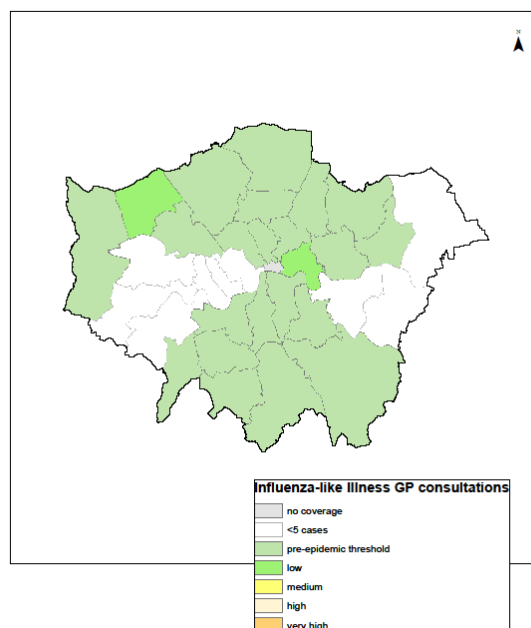 N
Influenza-like Illness GP consultations
no coverage
<5 cases
pre-epidemic threshold
low
medium
high
very high